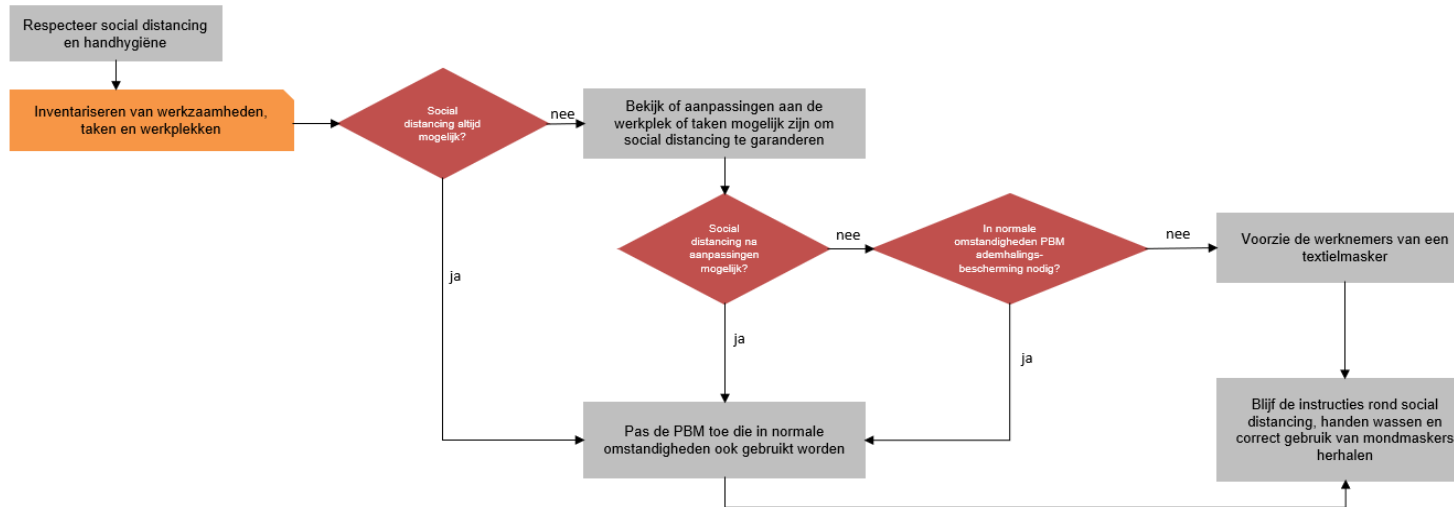 Respecteer social distancing
en handhygiëne
Inventariseren van werkzaamheden,
taken en werkplekken
Social
distancing altijd
mogelijk?
nee
Bekijk of aanpassingen aan de
werkplek of taken mogelijk zijn om
social distancing te garanderen
ja
Social
distancing na
aanpassingen
mogelijk?
nee
In normale
omstandigheden PBM
ademhalings-
bescherming nodig?
nee
Voorzie de werknemers van een
textielmasker
ja
ja
Pas de PBM toe die in normale
omstandigheden ook gebruikt worden
Blijf de instructies rond social
distancing, handen wassen en
correct gebruik van mondmaskers
herhalen